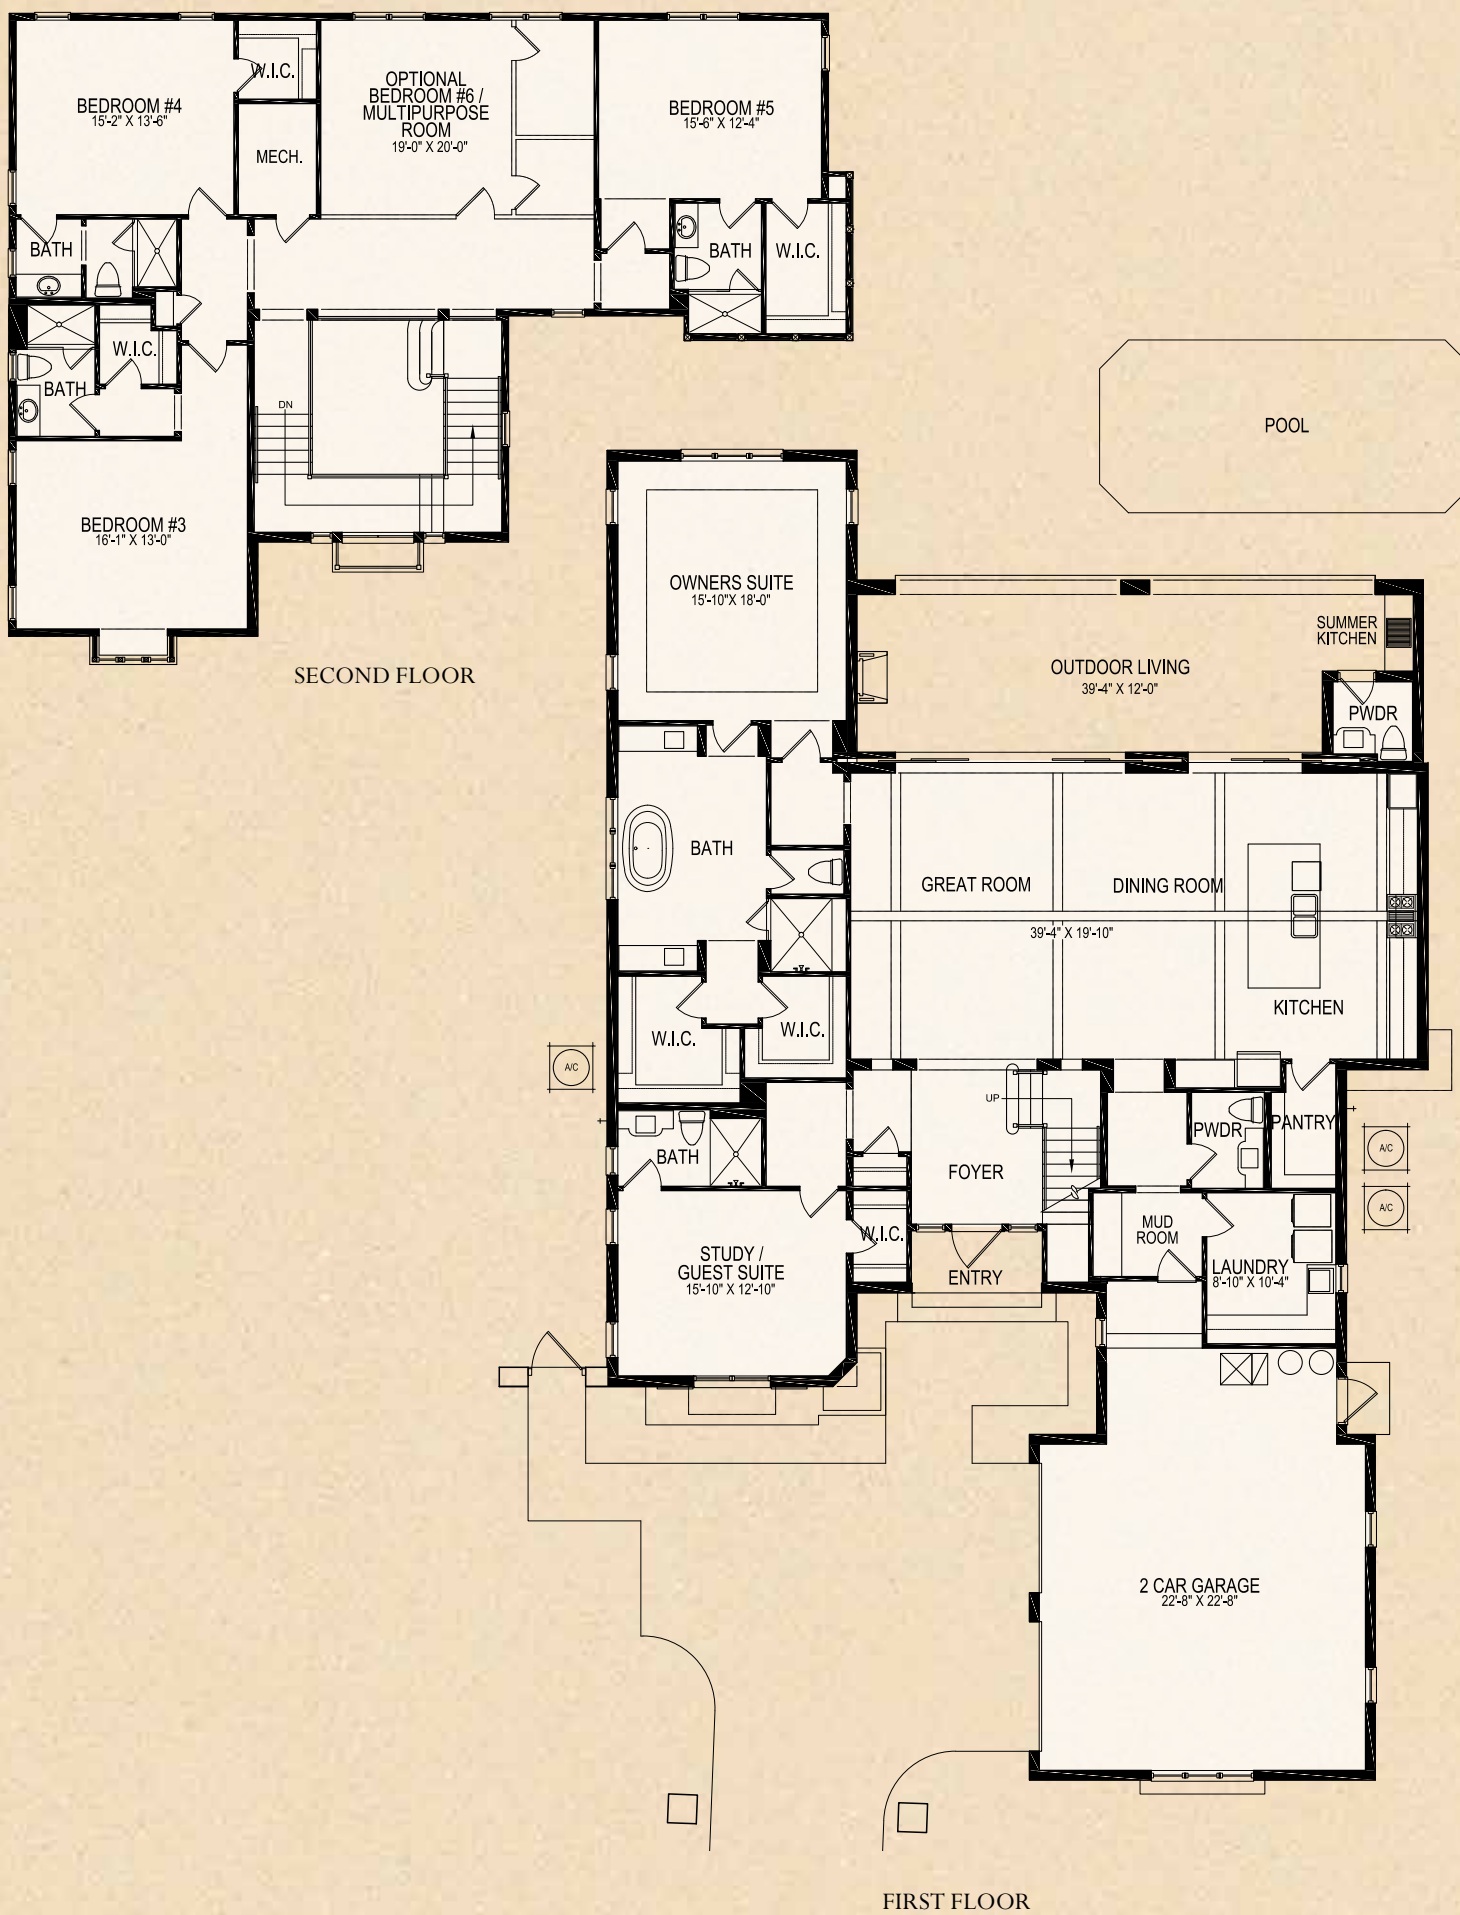 BEDROOM #4
15'-2" X 13'-6"
W.I.C.
MECH.
OPTIONAL
BEDROOM #6 /
MULTIPURPOSE
ROOM
19'-0" X 20'-0"
BEDROOM #5
15'-6" X 12'-4"
BATH
BATH
W.I.C.
W.I.C.
BATH
DN
BEDROOM #3
16'-1" X 13'-0"
SECOND FLOOR
POOL
OWNERS SUITE
15'-10"X 18'-0"
SUMMER
KITCHEN
OUTDOOR LIVING
39'-4" X 12'-0"
PWDR
BATH
GREAT ROOM
DINING ROOM
39'-4" X 19'-10"
KITCHEN
W.I.C.
W.I.C.
A/C
UP
PWDR
PANTRY
A/C
BATH
FOYER
A/C
MUD
ROOM
W.I.C.
STUDY /
GUEST SUITE
15'-10" X 12'-10"
ENTRY
LAUNDRY
8'-10" X 10'-4"
2 CAR GARAGE
22'-8" X 22'-8"
FIRST FLOOR